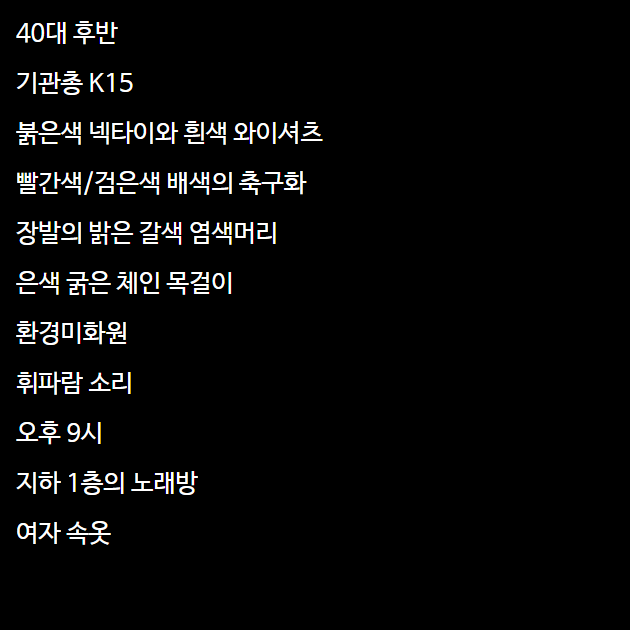 40대 후반
기관총 K15
붉은색 넥타이와 흰색 와이셔츠
빨간색/검은색 배색의 축구화
장발의 밝은 갈색 염색머리
은색 굵은 체인 목걸이
환경미화원
휘파람 소리
오후 9시
지하 1층의 노래방
여자 속옷